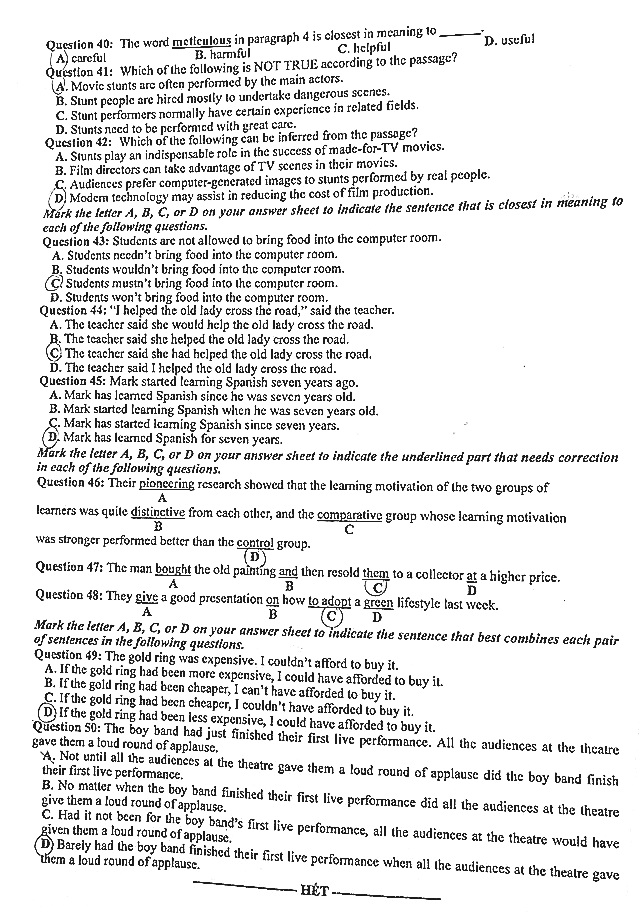 Question 40: The word meticulous in paragraph 4 is closest in meaning to ______.
A. careful B. harmful C. helpful D. useful
Question 41: Which of the following is NOT TRUE according to the passage?
A. Movie stunts are often performed by the main actors.
B. Stunt people are hired mostly to undertake dangerous scenes.
C. Stunt performers normally have certain experience in related fields.
D. Stunts need to be performed with great care.
Question 42: Which of the following can be inferred from the passage?
A. Stunts play an indispensable role in the success of made-for-TV movies.
B. Film directors can take advantage of TV scenes in their movies.
C. Audiences prefer computer-generated images to stunts performed by real people.
D. Modern technology may assist in reducing the cost of film production.
Mark the letter A, B, C, or D on your answer sheet to indicate the sentence that is closest in meaning to
each of the following questions.
Question 43: Students are not allowed to bring food into the computer room.
A. Students needn't bring food into the computer room.
B. Students wouldn't bring food into the computer room.
C. Students mustn't bring food into the computer room.
D. Students won't bring food into the computer room.
Question 44: "I helped the old lady cross the road," said the teacher.
A. The teacher said she would help the old lady cross the road.
B. The teacher said she helped the old lady cross the road.
C. The teacher said she had helped the old lady cross the road.
D. The teacher said I helped the old lady cross the road.
Question 45: Mark started learning Spanish seven years ago.
A. Mark has learned Spanish since he was seven years old.
B. Mark started learning Spanish when he was seven years old.
C. Mark has started learning Spanish since seven years.
D. Mark has learned Spanish for seven years.
Mark the letter A, B, C, or D on your answer sheet to indicate the underlined part that needs correction
in each of the following questions.
Question 46: Their pioneering research showed that the learning motivation of the two groups of
A
learners was quite distinctive from each other, and the comparative group whose learning motivation
B C
was stronger performed better than the control group.
D
Question 47: The man bought the old painting and then resold them to a collector at a higher price.
A B C D
Question 48: They give a good presentation on how to adopt a green lifestyle last week.
A B C D
Mark the letter A, B, C, or D on your answer sheet to indicate the sentence that best combines each pair
of sentences in the following questions.
Question 49: The gold ring was expensive. I couldn't afford to buy it.
A. If the gold ring had been more expensive, I could have afforded to buy it.
B. If the gold ring had been cheaper, I can't have afforded to buy it.
C. If the gold ring had been cheaper, I couldn't have afforded to buy it.
D. If the gold ring had been less expensive, I could have afforded to buy it.
Question 50: The boy band had just finished their first live performance. All the audiences at the theatre
gave them a loud round of applause.
A. Not until all the audiences at the theatre gave them a loud round of applause did the boy band finish
their first live performance.
B. No matter when the boy band finished their first live performance did all the audiences at the theatre
give them a loud round of applause.
C. Had it not been for the boy band's first live performance, all the audiences at the theatre would have
given them a loud round of applause.
D. Barely had the boy band finished their first live performance when all the audiences at the theatre gave
them a loud round of applause.
HẾT